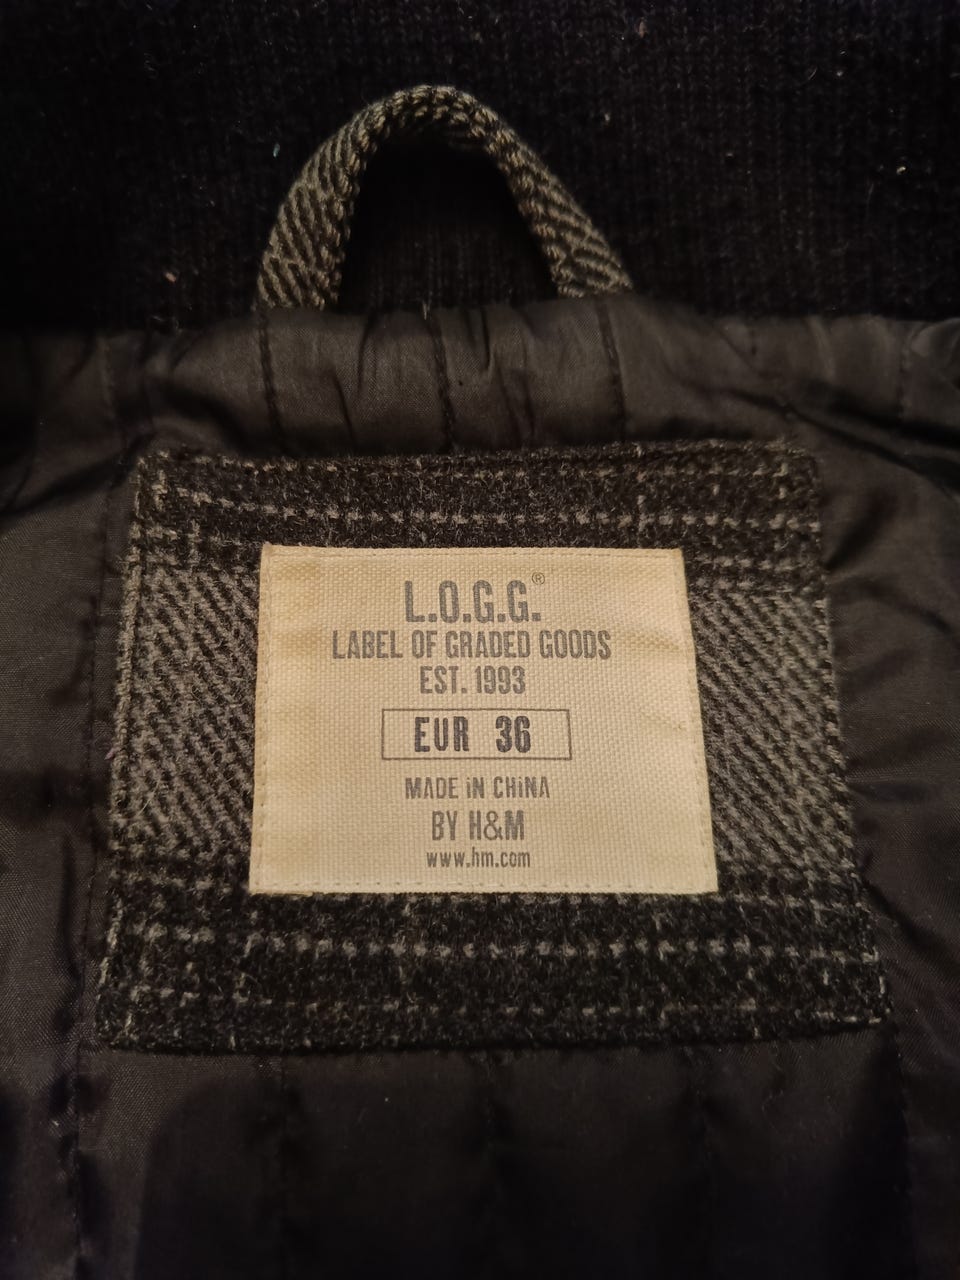 L.O.G.G.®
LABEL OF GRADED GOODS
EST. 1993
EUR 36
MADE iN CHiNA
BY H&M
www.hm.com